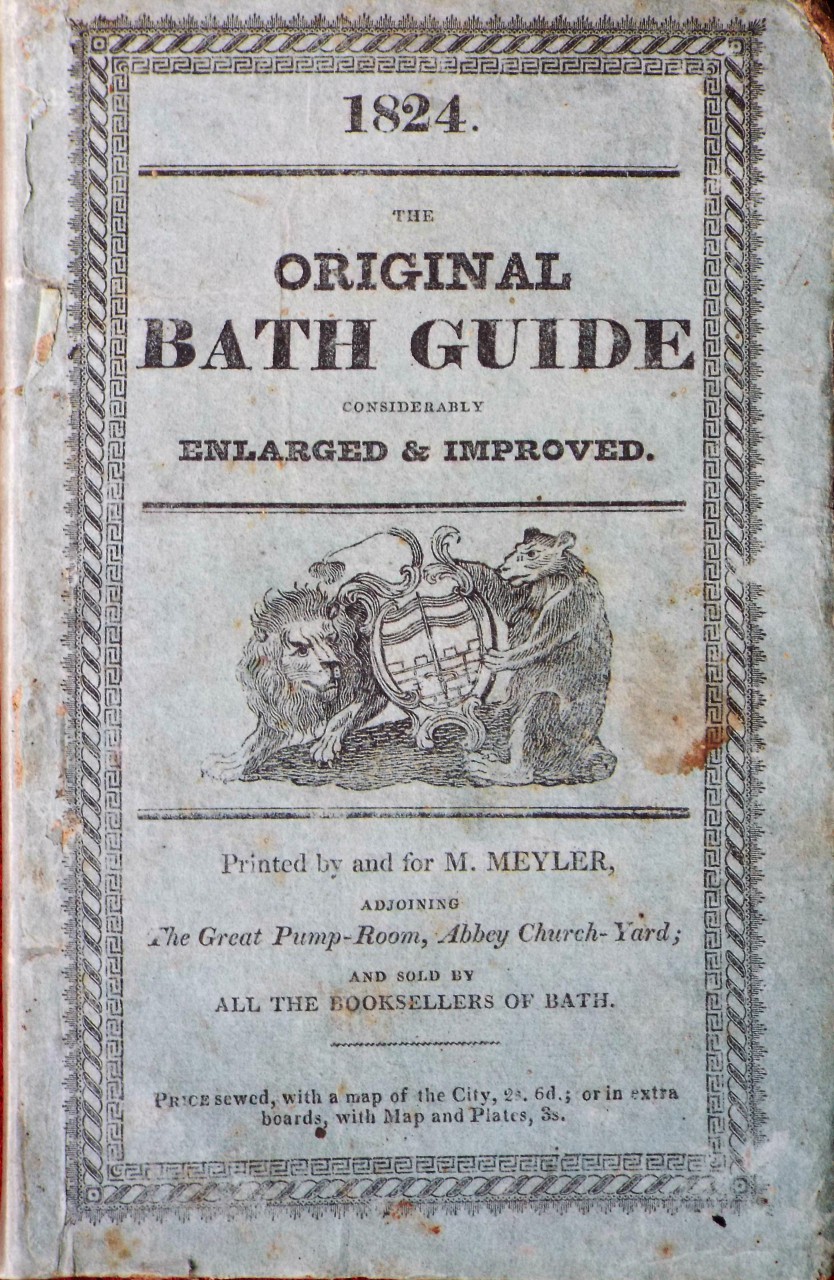 1824.
THE
ORIGINAL
BATH GUIDE
CONSIDERABLY
ENLARGED & IMPROVED.
Printed by and for M. MEYLER,
ADJOINING
The Great Pump-Room, Abbey Church-Yard;
AND SOLD BY
ALL THE BOOKSELLERS OF BATH.
PRICE sewed, with a map of the City, 2s. 6d.; or in extra
boards, with Map and Plates, 3s.